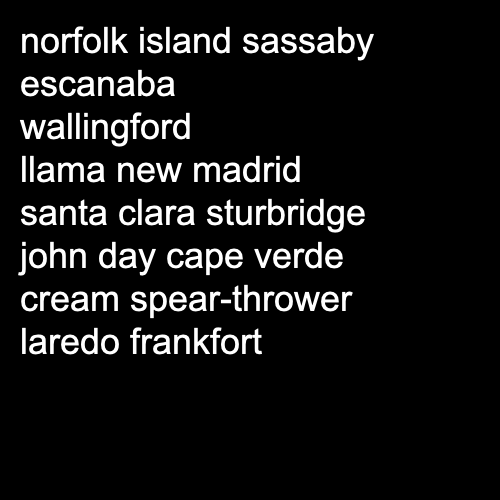 norfolk island sassaby
escanaba
wallingford
llama new madrid
santa clara sturbridge
john day cape verde
cream spear-thrower
laredo frankfort